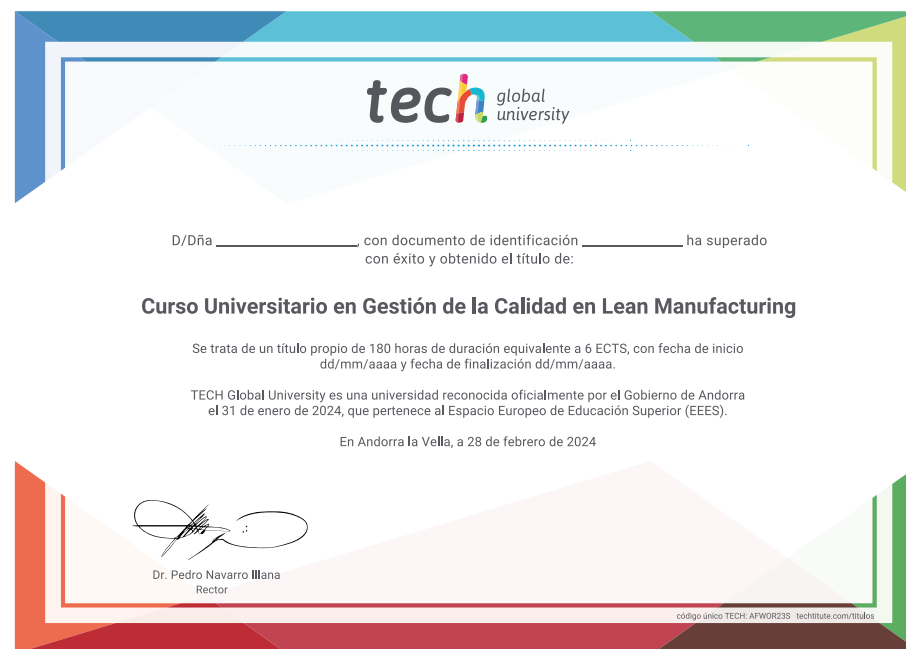 tech global university
D/Dña ____________________, con documento de identificación ______________ ha superado
con éxito y obtenido el título de:
Curso Universitario en Gestión de la Calidad en Lean Manufacturing
Se trata de un título propio de 180 horas de duración equivalente a 6 ECTS, con fecha de inicio
dd/mm/aaaa y fecha de finalización dd/mm/aaaa.
TECH Global University es una universidad reconocida oficialmente por el Gobierno de Andorra
el 31 de enero de 2024, que pertenece al Espacio Europeo de Educación Superior (EEES).
En Andorra la Vella, a 28 de febrero de 2024
Dr. Pedro Navarro Illana
Rector
código único TECH: AFWOR23S techtitute.com/titulos